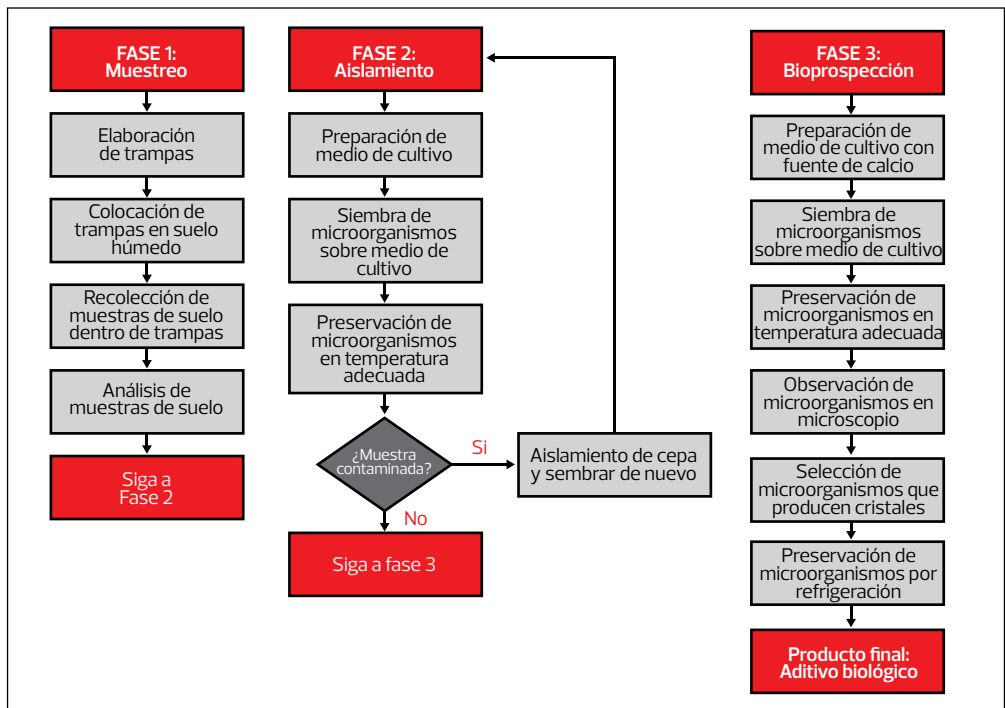 FASE 1:
Muestreo
Elaboración
de trampas
Colocación de
trampas en suelo
húmedo
Recolección de
muestras de suelo
dentro de trampas
Análisis de
muestras de suelo
Siga a
Fase 2
FASE 2:
Aislamiento
Preparación de
medio de cultivo
Siembra de
microorganismos
sobre medio de
cultivo
Preservación de
microorganismos
en temperatura
adecuada
¿Muestra
contaminada?
Si
Aislamiento de cepa
y sembrar de nuevo
No
Siga a fase 3
FASE 3:
Bioprospección
Preparación de
medio de cultivo con
fuente de calcio
Siembra de
microorganismos
sobre medio de cultivo
Preservación de
microorganismos en
temperatura adecuada
Observación de
microorganismos en
microscopio
Selección de
microorganismos que
producen cristales
Preservación de
microorganismos por
refrigeración
Producto final:
Aditivo biológico